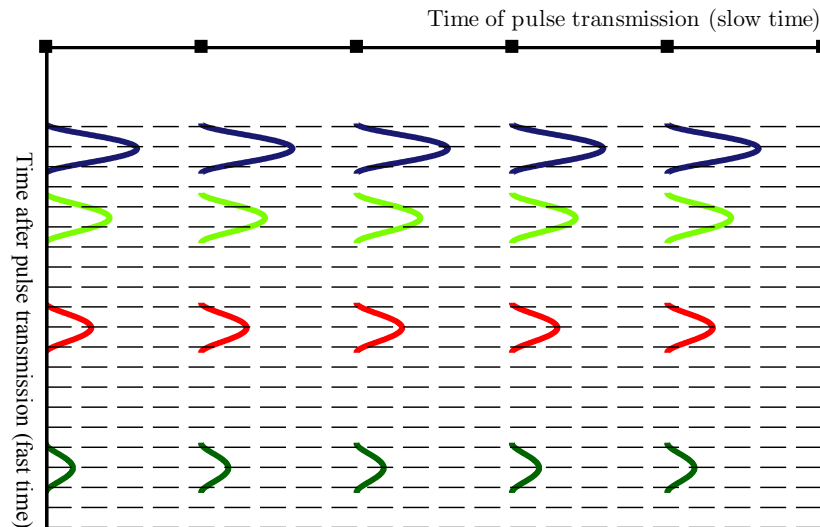 Time of pulse transmission (slow time)
Time after pulse transmission (fast time)